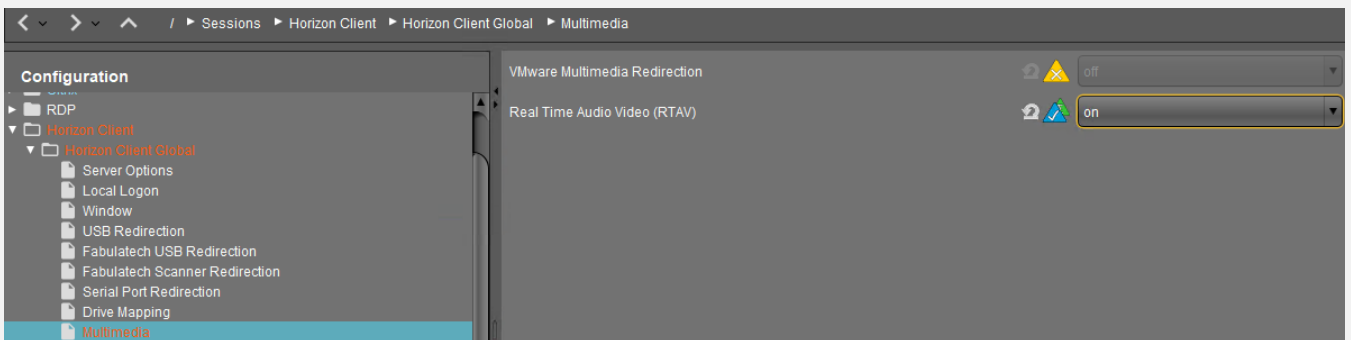 / Sessions Horizon Client Horizon Client Global Multimedia
Configuration
Citrix
RDP
Horizon Client
Horizon Client Global
Server Options
Local Logon
Window
USB Redirection
Fabulatech USB Redirection
Fabulatech Scanner Redirection
Serial Port Redirection
Drive Mapping
Multimedia
VMware Multimedia Redirection off
Real Time Audio Video (RTAV) on